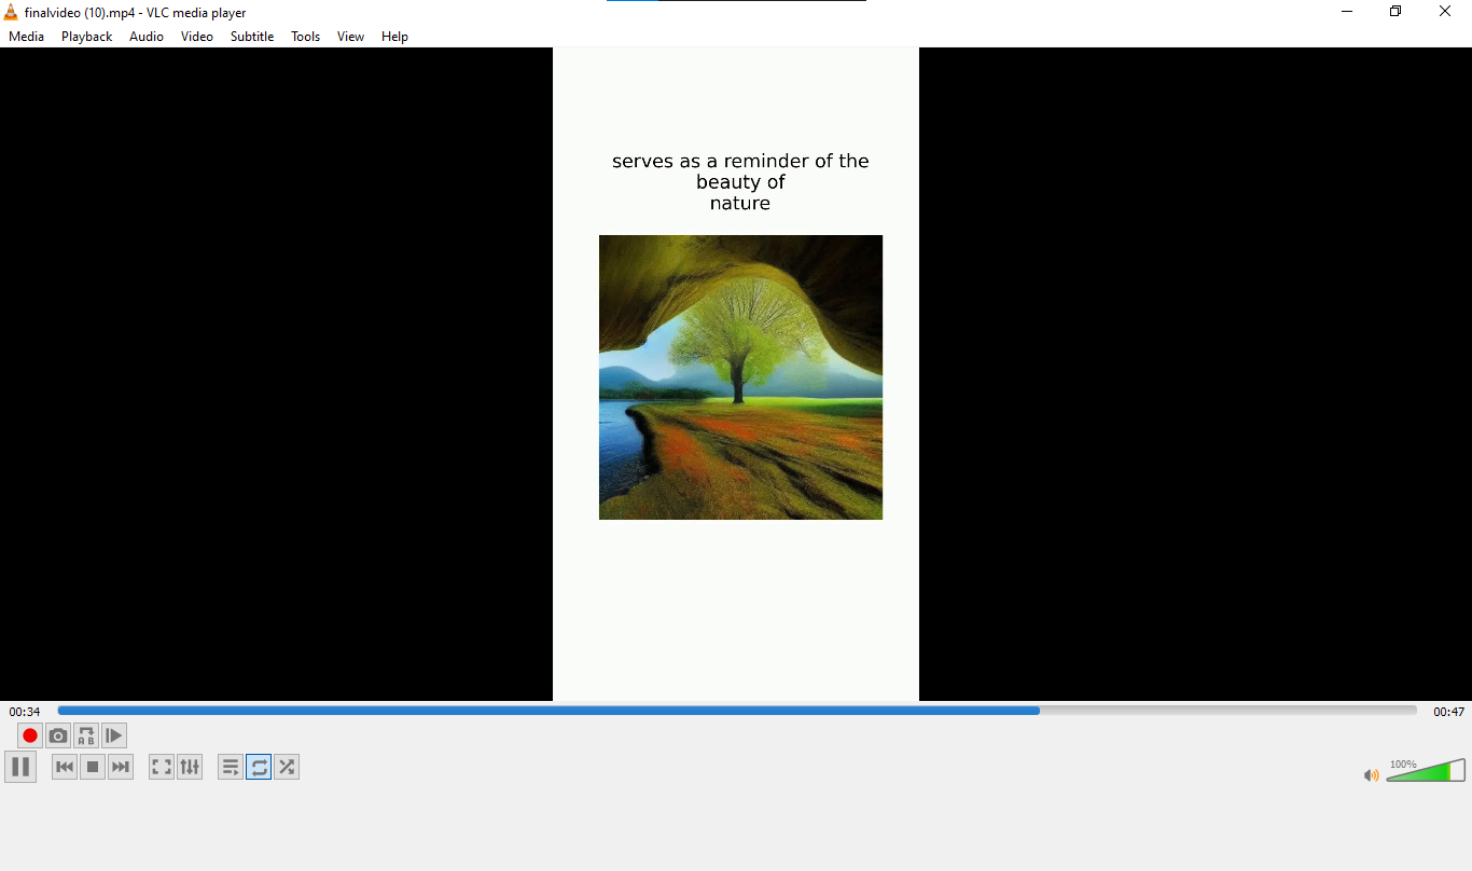 finalvideo (10).mp4 - VLC media player
Media Playback Audio Video Subtitle Tools View Help
serves as a reminder of the
beauty of
nature
00:34 00:47
A B
100%